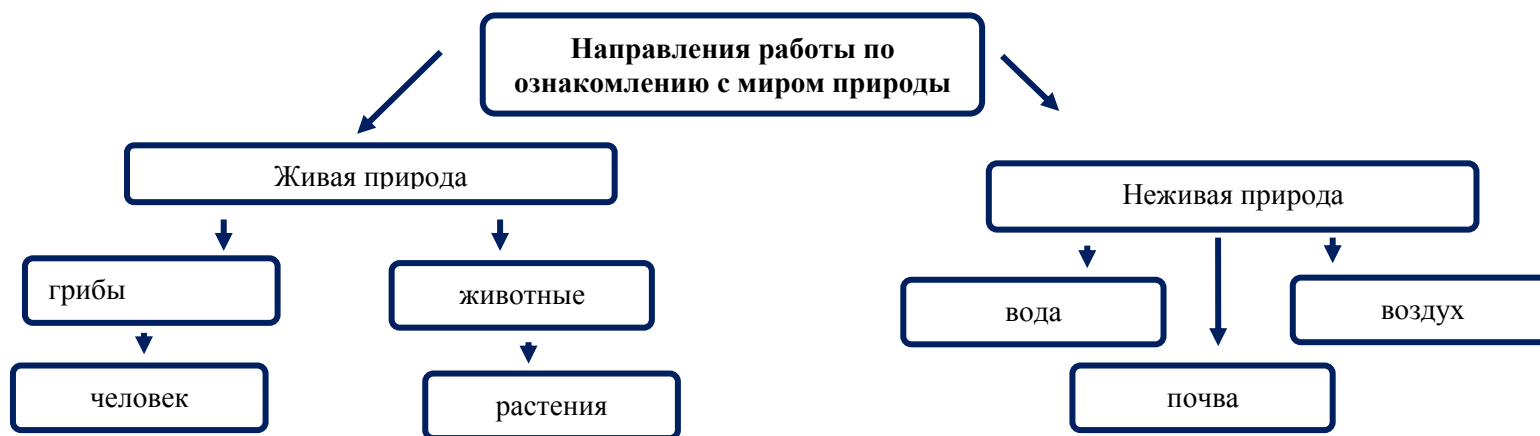 Направления работы по
ознакомлению с миром природы
Живая природа
Неживая природа
грибы
животные
вода
воздух
человек
растения
почва